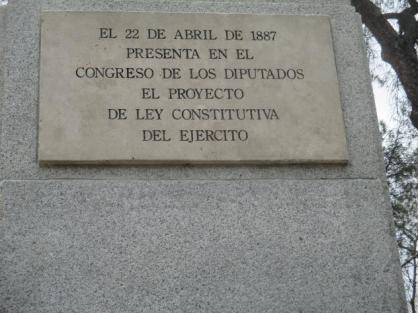 EL 22 DE ABRIL DE 1887
PRESENTA EN EL
CONGRESO DE LOS DIPUTADOS
EL PROYECTO
DE LEY CONSTITUTIVA
DEL EJERCITO